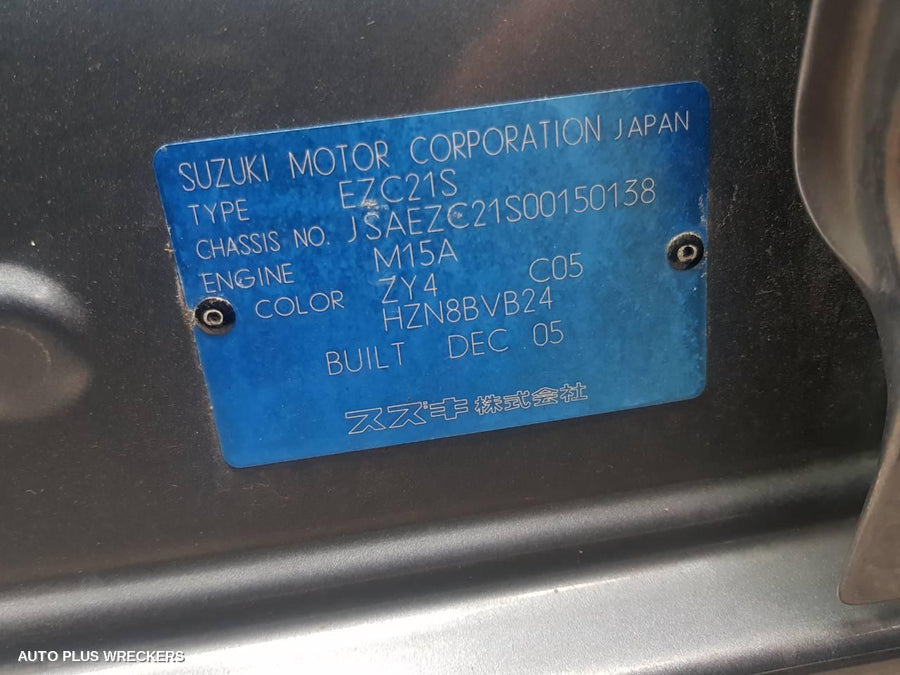 SUZUKI MOTOR CORPORATION JAPAN
TYPE EZC21S
CHASSIS NO. JSAEZC21S00150138
ENGINE M15A
COLOR ZY4 C05
HZN8BVB24
BUILT DEC 05
スズキ株式会社
AUTO PLUS WRECKERS